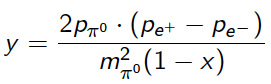 y = \frac{2p_{\pi^0} \cdot (p_{e^+} - p_{e^-})}{m_{\pi^0}^2(1 - x)}